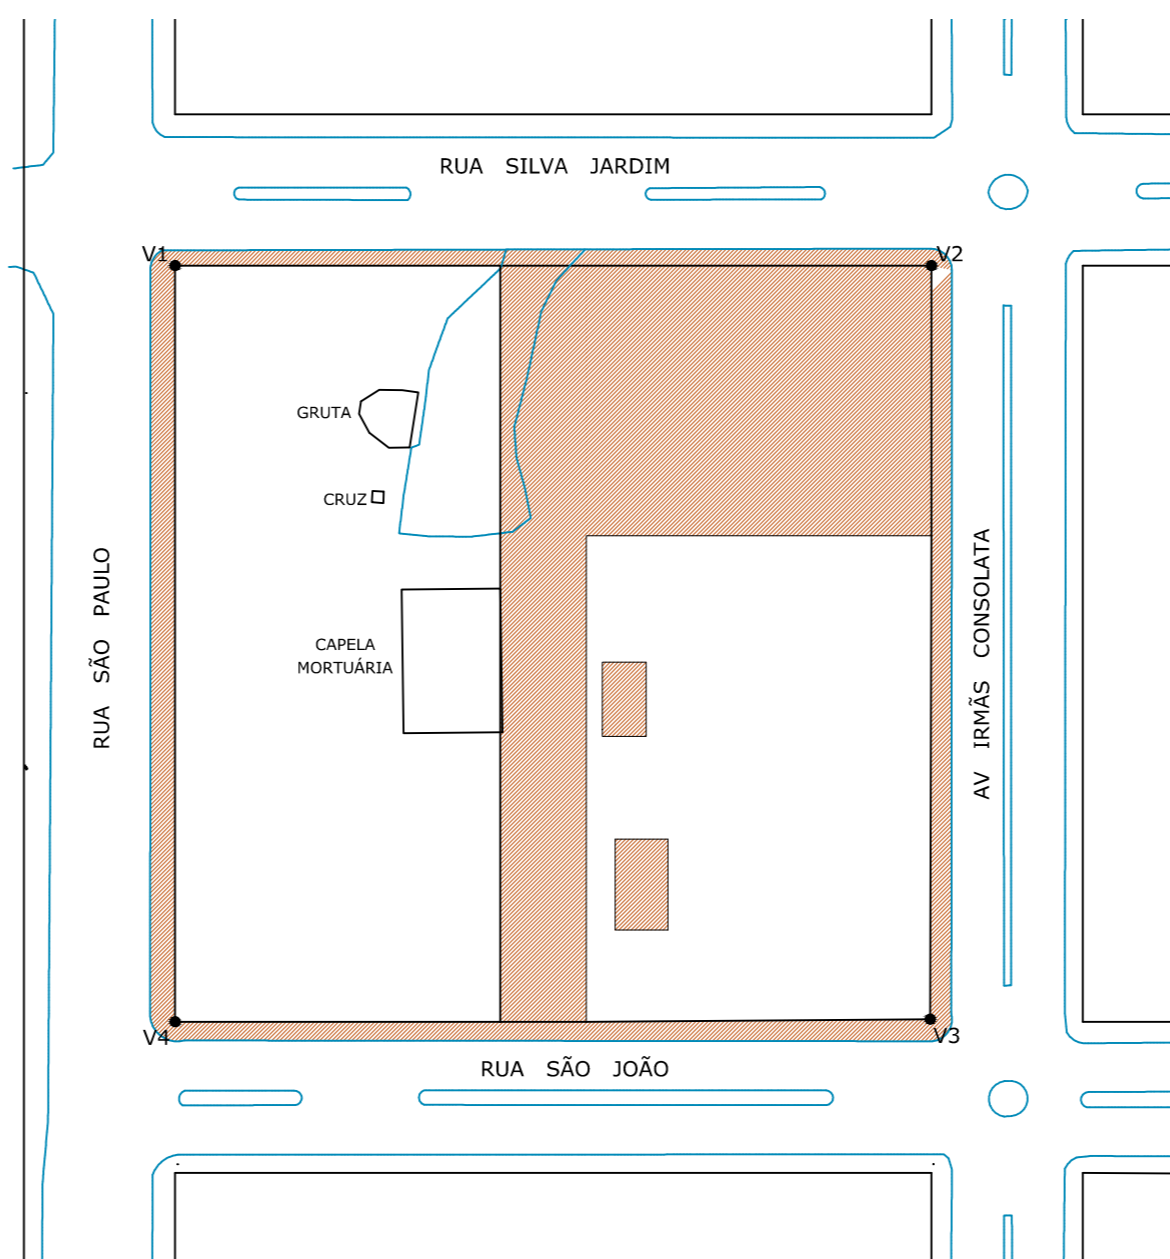 RUA SILVA JARDIM
V1
V2
GRUTA
CRUZ
RUA SÃO PAULO
CAPELA
MORTUÁRIA
AV IRMÃS CONSOLATA
V4
V3
RUA SÃO JOÃO